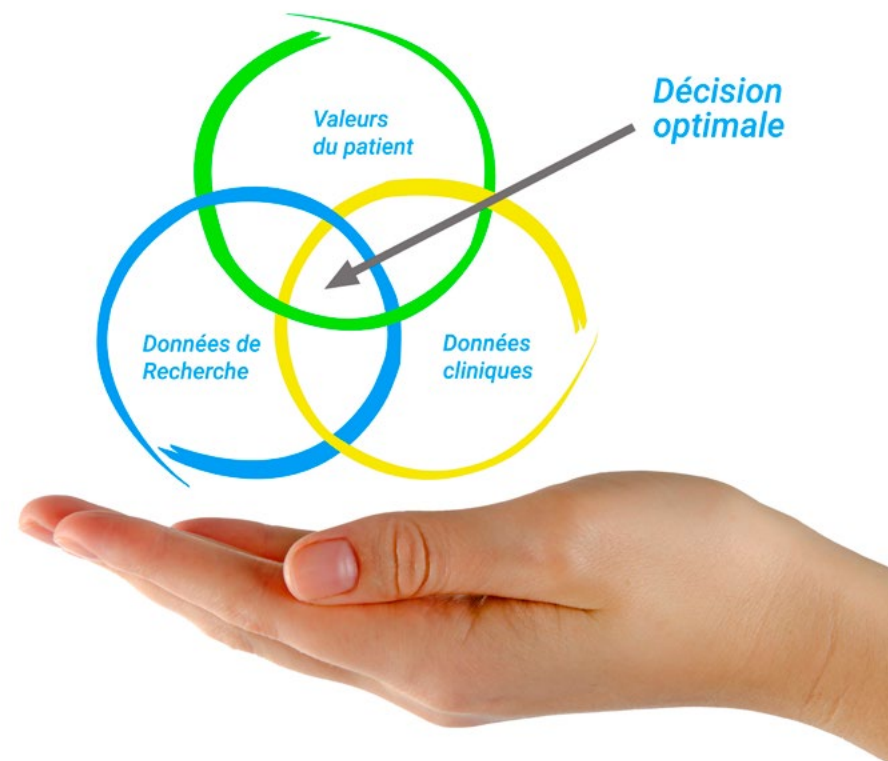 Valeurs
du patient
Décision
optimale
Données de
Recherche
Données
cliniques